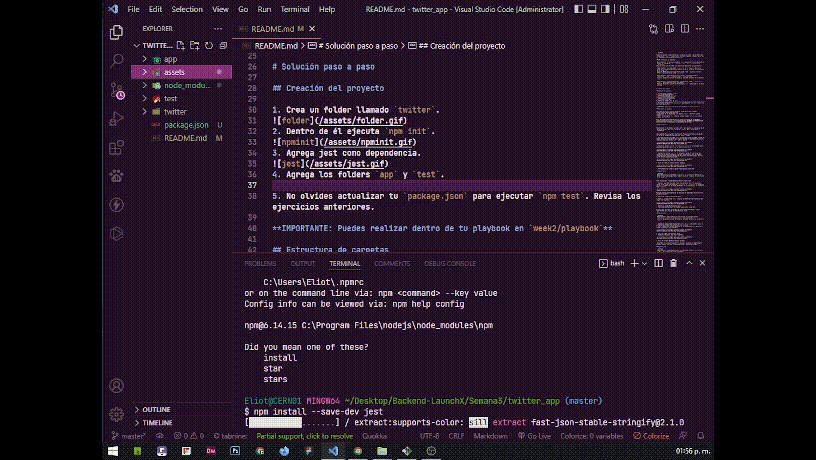 File Edit Selection View Go Run Terminal Help README.md - twitter_app - Visual Studio Code [Administrator]
EXPLORER
README.md M
TWITTE...
README.md > # Solución paso a paso > ## Creación del proyecto
app
assets
node_modu...
test
twitter
package.json U
README.md M
25
26 # Solución paso a paso
27
28 ## Creación del proyecto
29
30 1. Crea un folder llamado `twitter`.
31 ![folder](/assets/folder.gif)
32 2. Dentro de él ejecuta `npm init`.
33 ![npminit](/assets/npminit.gif)
34 3. Agrega jest como dependencia.
35 ![jest](/assets/jest.gif)
36 4. Agrega los folders `app` y `test`.
37
38 5. No olvides actualizar tu `package.json` para ejecutar `npm test`. Revisa los
ejercicios anteriores.
39
40 **IMPORTANTE: Puedes realizar dentro de tu playbook en `week2/playbook`**
41
42 ## Estructura de carpetas
PROBLEMS OUTPUT TERMINAL COMMENTS DEBUG CONSOLE
bash
C:\Users\Eliot\.npmrc
or on the command line via: npm <command> --key value
Config info can be viewed via: npm help config
npm@6.14.15 C:\Program Files\nodejs\node_modules\npm
Did you mean one of these?
install
star
stars
Eliot@CERN01 MINGW64 ~/Desktop/Backend-LaunchX/Semana3/twitter_app (master)
$ npm install --save-dev jest
[ .......] / extract:supports-color: sill extract fast-json-stable-stringify@2.1.0
OUTLINE
TIMELINE
master* 0 0 tabnine: Partial support, click to resolve Quokka UTF-8 CRLF Markdown Go Live Colorize: 0 variables Colorize
01:56 p. m.